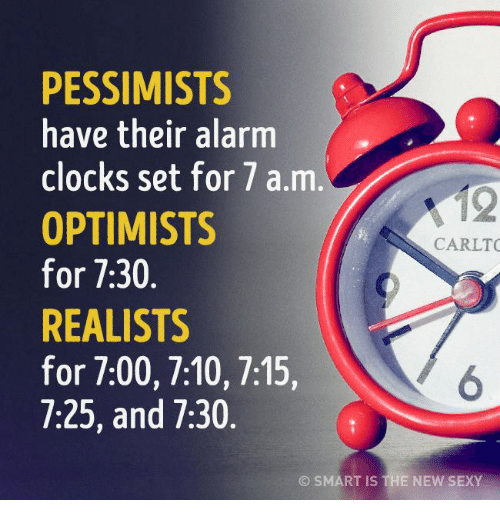 PESSIMISTS
have their alarm
clocks set for 7 a.m.
OPTIMISTS
for 7:30.
REALISTS
for 7:00, 7:10, 7:15,
7:25, and 7:30.
12
CARLTO
9
6
© SMART IS THE NEW SEXY